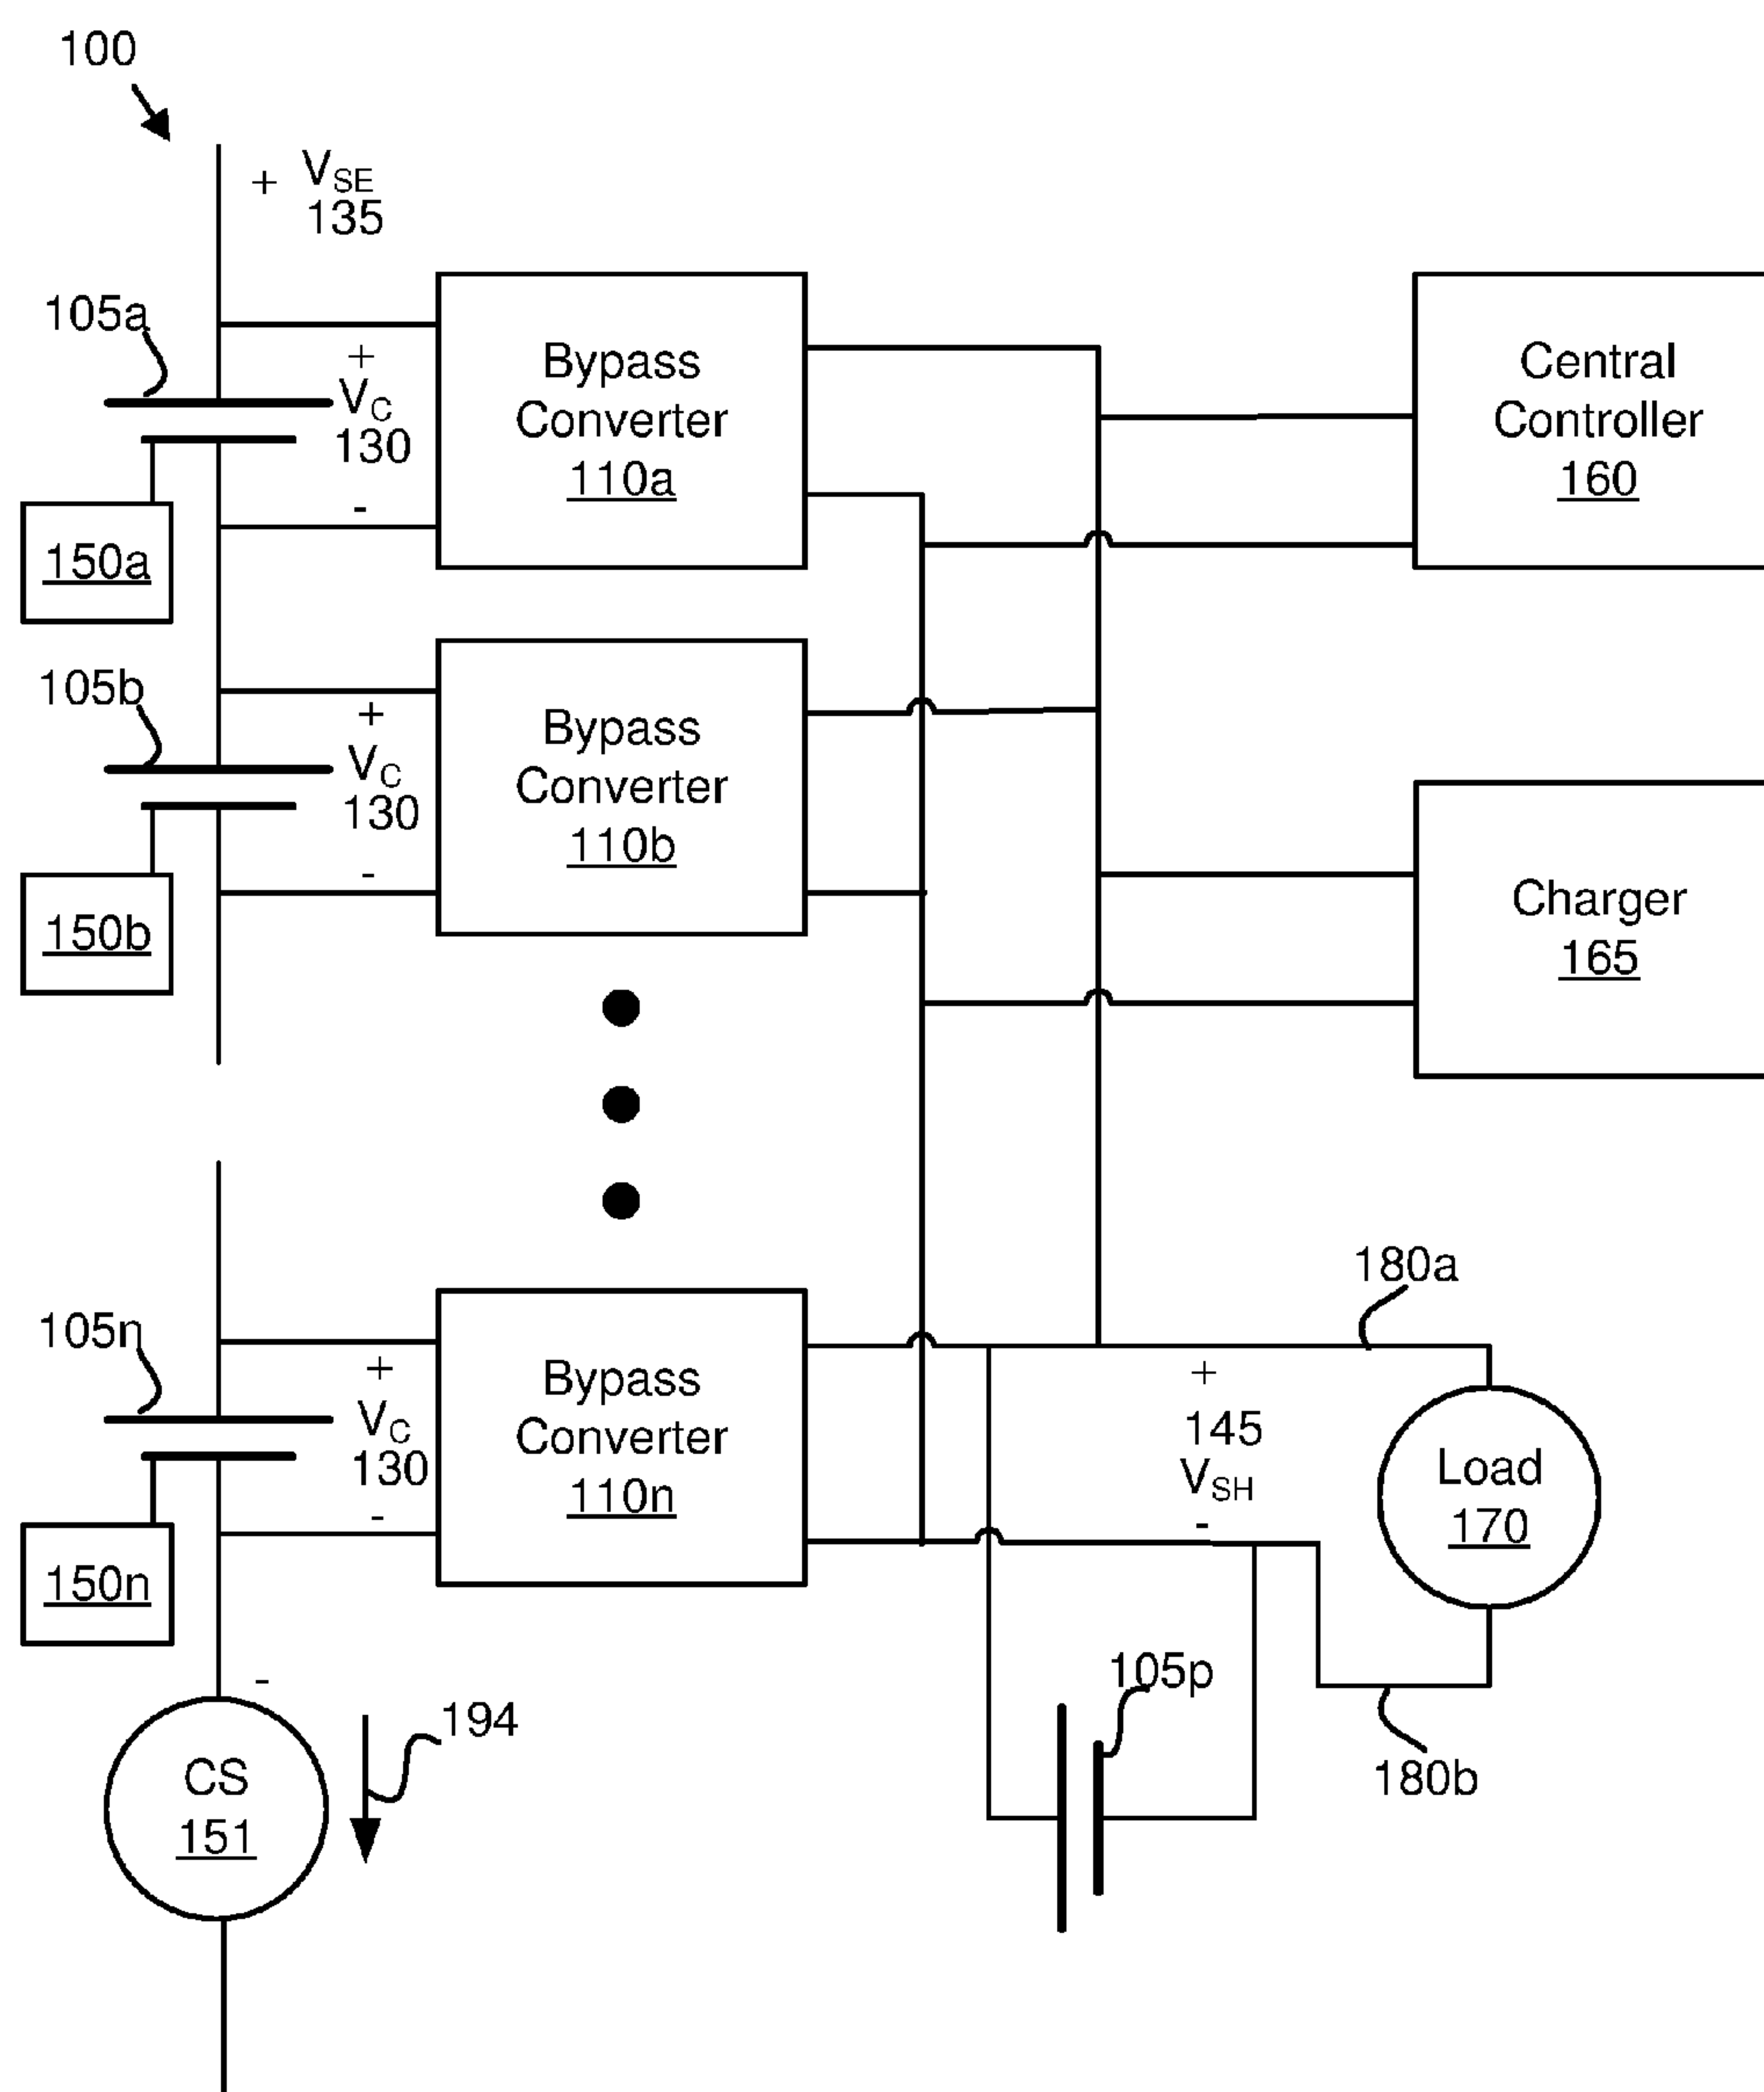 100
+ VSE
135
105a
+
VC
130
-
150a
Bypass
Converter
110a
Central
Controller
160
105b
+
VC
130
-
150b
Bypass
Converter
110b
Charger
165
105n
+
VC
130
-
150n
Bypass
Converter
110n
180a
+
145
VSH
-
Load
170
105p
180b
-
CS
151
194